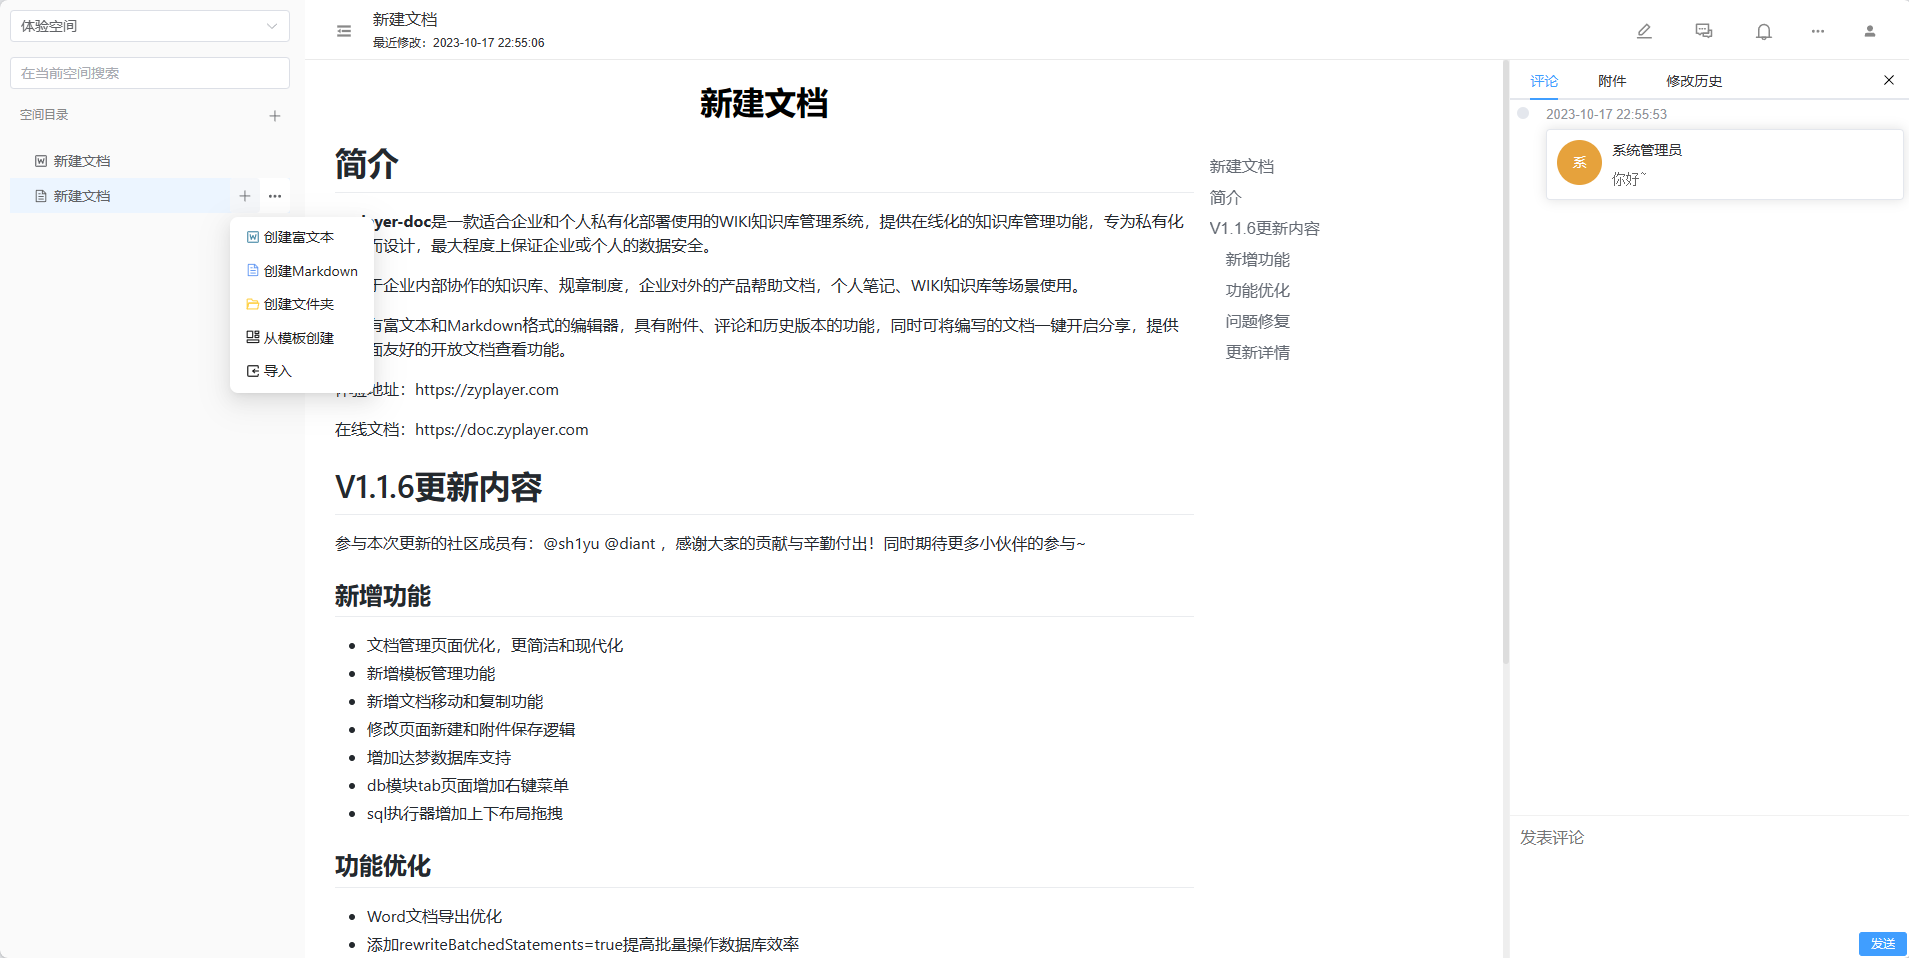 体验空间
在当前空间搜索
空间目录
新建文档
新建文档
创建富文本
创建Markdown
创建文件夹
从模板创建
导入
新建文档
最近修改：2023-10-17 22:55:06
新建文档
简介
yer-doc是一款适合企业和个人私有化部署使用的WIKI知识库管理系统，提供在线化的知识库管理功能，专为私有化
而设计，最大程度上保证企业或个人的数据安全。
于企业内部协作的知识库、规章制度，企业对外的产品帮助文档，个人笔记、WIKI知识库等场景使用。
有富文本和Markdown格式的编辑器，具有附件、评论和历史版本的功能，同时可将编写的文档一键开启分享，提供
面友好的开放文档查看功能。
体验地址：https://zyplayer.com
在线文档：https://doc.zyplayer.com
V1.1.6更新内容
参与本次更新的社区成员有：@sh1yu @diant ，感谢大家的贡献与辛勤付出！同时期待更多小伙伴的参与~
新增功能
文档管理页面优化，更简洁和现代化
新增模板管理功能
新增文档移动和复制功能
修改页面新建和附件保存逻辑
增加达梦数据库支持
db模块tab页面增加右键菜单
sql执行器增加上下布局拖拽
功能优化
Word文档导出优化
添加rewriteBatchedStatements=true提高批量操作数据库效率
新建文档
简介
V1.1.6更新内容
新增功能
功能优化
问题修复
更新详情
评论 附件 修改历史
2023-10-17 22:55:53
系
系统管理员
你好~
发表评论
发送